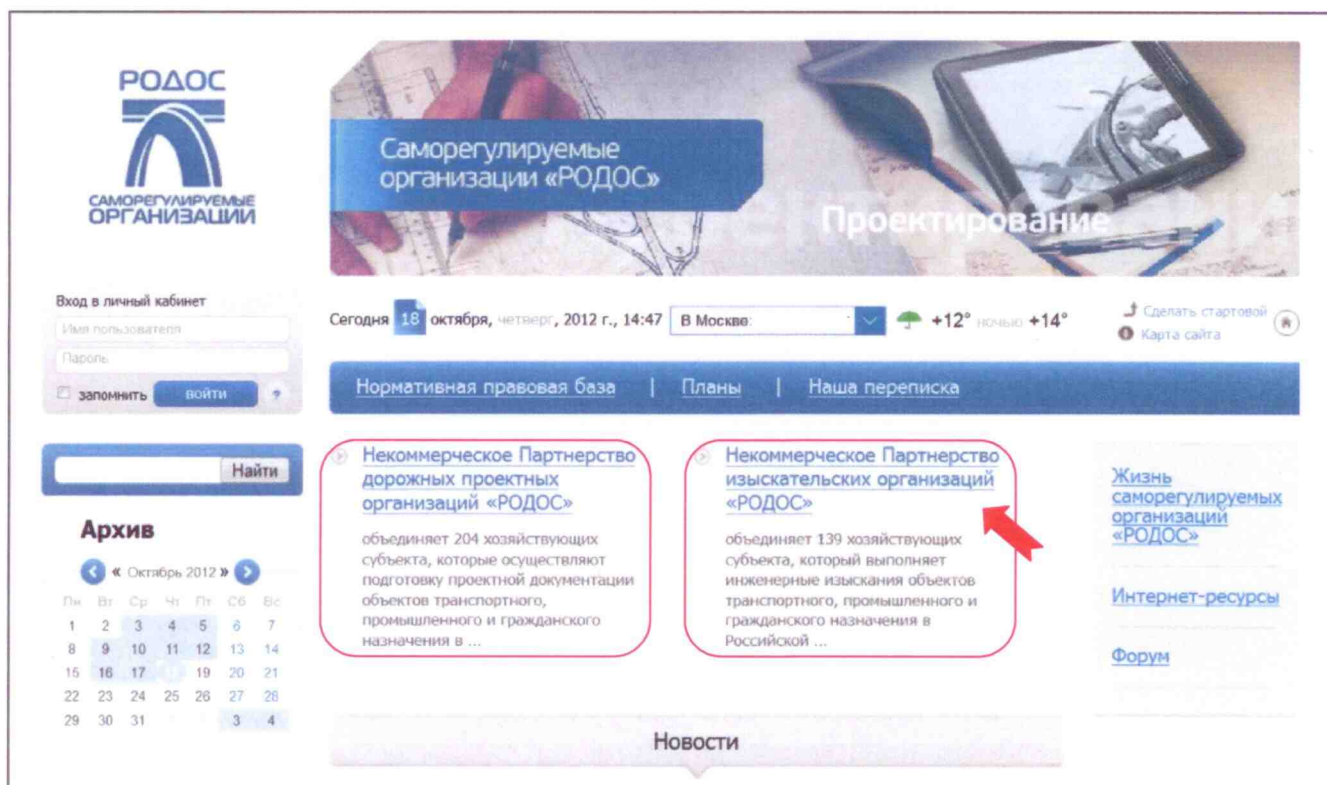 РОДОС
САМОРЕГУЛИРУЕМЫЕ
ОРГАНИЗАЦИИ
Саморегулируемые
организации «РОДОС»
Проектирование
Вход в личный кабинет
Имя пользователя
Пароль
запомнить
войти
?
Сегодня 18 октября, четверг, 2012 г., 14:47
В Москве:
+12° ночью +14°
Сделать стартовой
Карта сайта
Нормативная правовая база | Планы | Наша переписка
Найти
Архив
« Октябрь 2012 »
Пн Вт Ср Чт Пт Сб Вс
1 2 3 4 5 6 7
8 9 10 11 12 13 14
15 16 17 18 19 20 21
22 23 24 25 26 27 28
29 30 31 3 4
Некоммерческое Партнерство
дорожных проектных
организаций «РОДОС»
объединяет 204 хозяйствующих
субъекта, которые осуществляют
подготовку проектной документации
объектов транспортного,
промышленного и гражданского
назначения в ...
Некоммерческое Партнерство
изыскательских организаций
«РОДОС»
объединяет 139 хозяйствующих
субъекта, который выполняет
инженерные изыскания объектов
транспортного, промышленного и
гражданского назначения в
Российской ...
Жизнь
саморегулируемых
организаций
«РОДОС»
Интернет-ресурсы
Форум
Новости